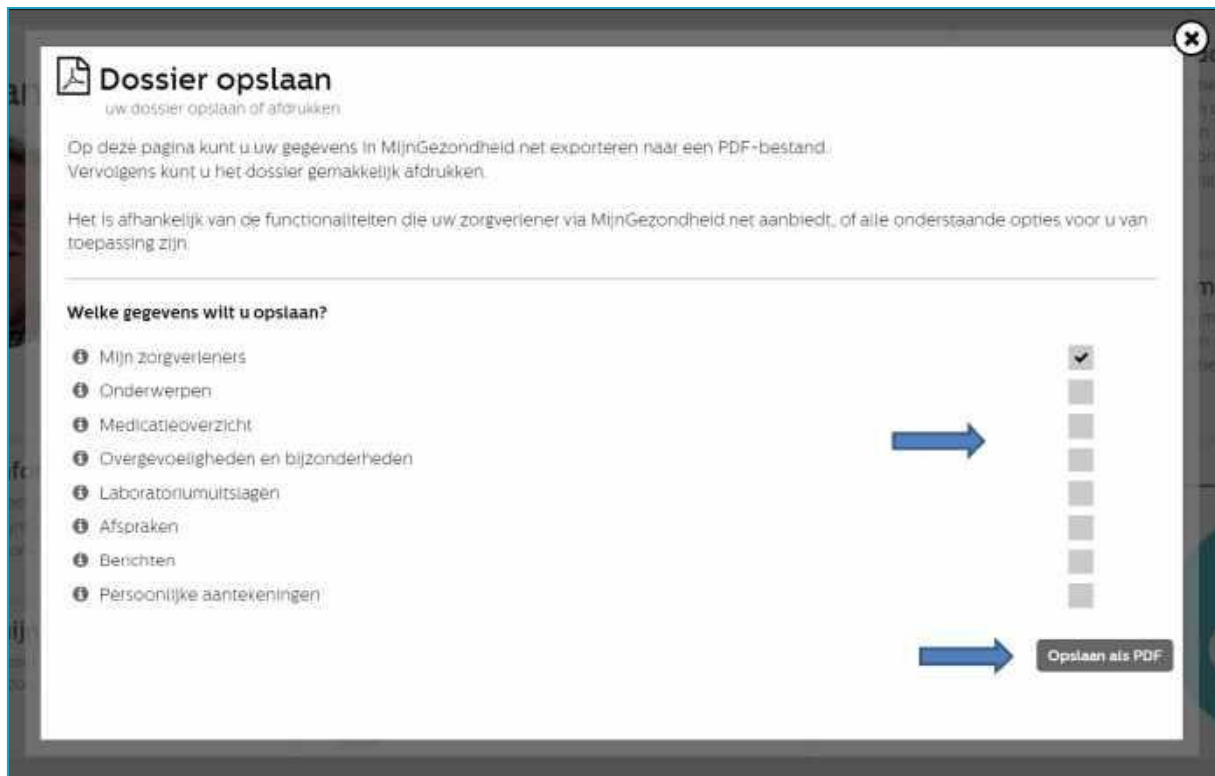 Dossier opslaan
uw dossier opslaan of afdrukken
Op deze pagina kunt u uw gegevens in MijnGezondheid.net exporteren naar een PDF-bestand.
Vervolgens kunt u het dossier gemakkelijk afdrukken.
Het is afhankelijk van de functionaliteiten die uw zorgverlener via MijnGezondheid.net aanbiedt, of alle onderstaande opties voor u van
toepassing zijn.
Welke gegevens wilt u opslaan?
Mijn zorgverleners
Onderwerpen
Medicatieoverzicht
Overgevoeligheden en bijzonderheden
Laboratoriumuitslagen
Afspraken
Berichten
Persoonlijke aantekeningen
Opslaan als PDF